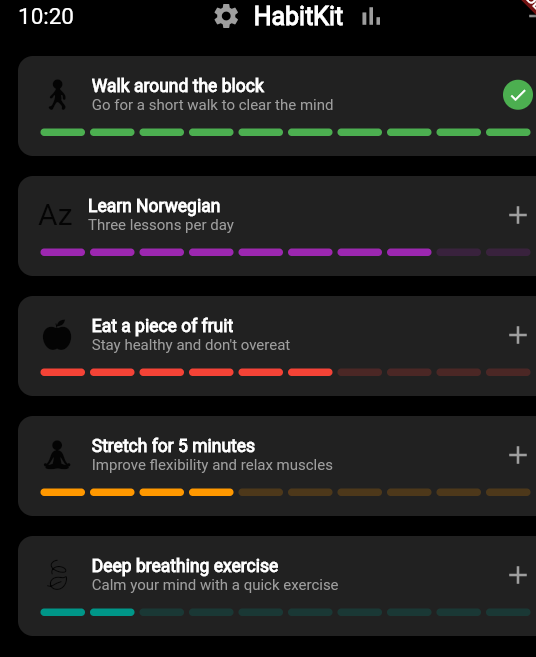 10:20
HabitKit
Walk around the block
Go for a short walk to clear the mind
Az
Learn Norwegian
Three lessons per day
Eat a piece of fruit
Stay healthy and don't overeat
Stretch for 5 minutes
Improve flexibility and relax muscles
Deep breathing exercise
Calm your mind with a quick exercise